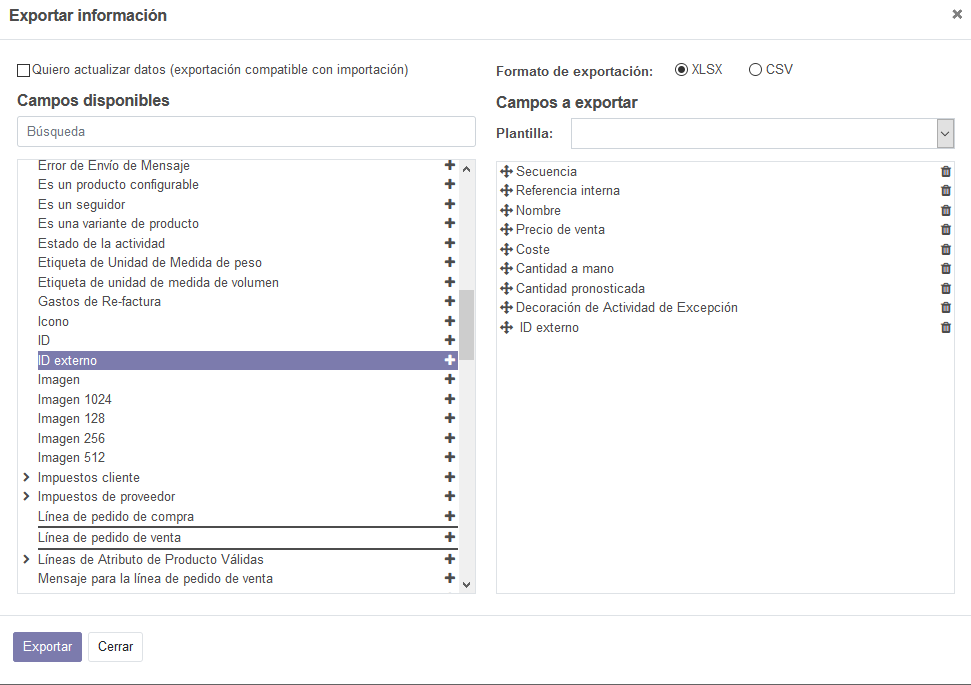 Exportar información
Quiero actualizar datos (exportación compatible con importación)
Campos disponibles
Búsqueda
Error de Envío de Mensaje
Es un producto configurable
Es un seguidor
Es una variante de producto
Estado de la actividad
Etiqueta de Unidad de Medida de peso
Etiqueta de unidad de medida de volumen
Gastos de Re-factura
Icono
ID
ID externo
Imagen
Imagen 1024
Imagen 128
Imagen 256
Imagen 512
Impuestos cliente
Impuestos de proveedor
Línea de pedido de compra
Línea de pedido de venta
Líneas de Atributo de Producto Válidas
Mensaje para la línea de pedido de venta
Formato de exportación: XLSX CSV
Campos a exportar
Plantilla:
Secuencia
Referencia interna
Nombre
Precio de venta
Coste
Cantidad a mano
Cantidad pronosticada
Decoración de Actividad de Excepción
ID externo
Exportar Cerrar